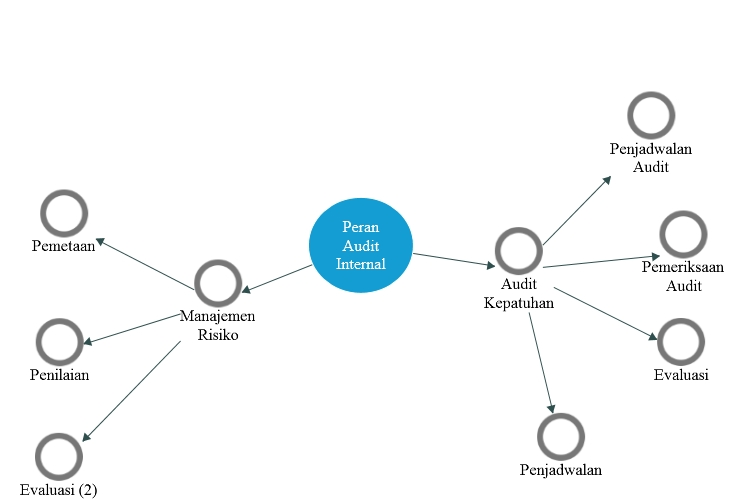 Peran
Audit
Internal
Manajemen
Risiko
Pemetaan
Penilaian
Evaluasi (2)
Audit
Kepatuhan
Penjadwalan
Audit
Pemeriksaan
Audit
Evaluasi
Penjadwalan